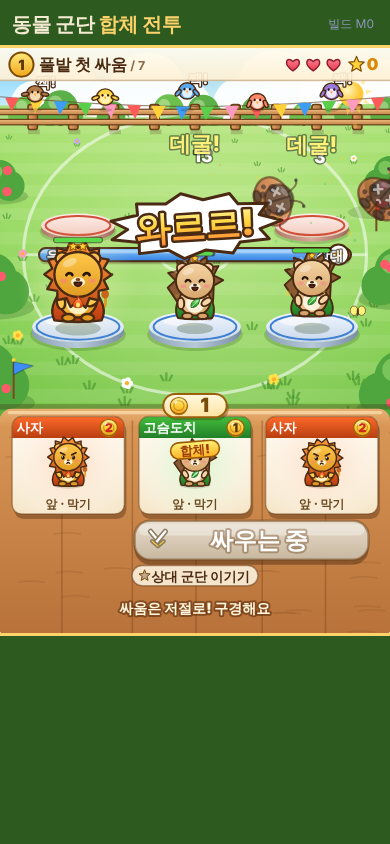 동물 군단 합체 전투
빌드 M0
1 풀밭 첫 싸움 / 7
0
데굴! 데굴!
와르르!
1
사자 2
고슴도치 1
사자 2
합체!
앞 · 막기
앞 · 막기
앞 · 막기
싸우는 중
상대 군단 이기기
싸움은 저절로! 구경해요